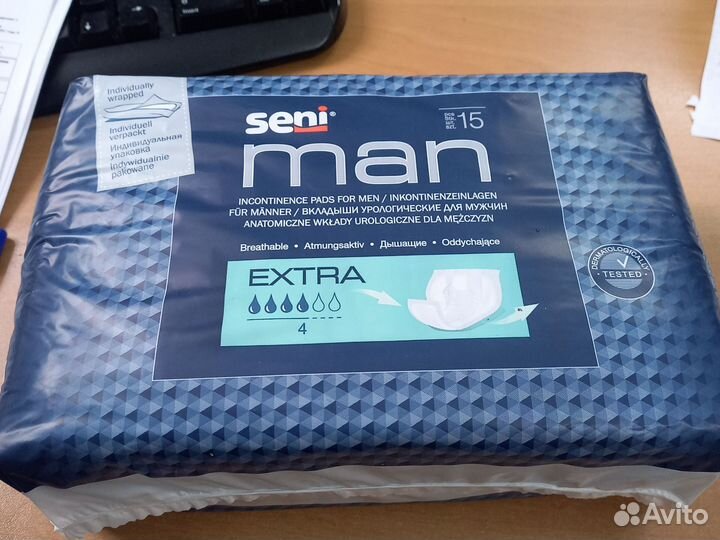 Individually
wrapped
Individuell
verpackt
Индивидуальная
упаковка
Indywidualnie
pakowane
seni®
pcs
Stk.
шт.
szt.
15
man
INCONTINENCE PADS FOR MEN / INKONTINENZEINLAGEN
FÜR MÄNNER / ВКЛАДЫШИ УРОЛОГИЧЕСКИЕ ДЛЯ МУЖЧИН
ANATOMICZNE WKŁADY UROLOGICZNE DLA MĘŻCZYZN
Breathable • Atmungsaktiv • Дышащие • Oddychające
EXTRA
4
DERMATOLOGICALLY
• TESTED •
Avito